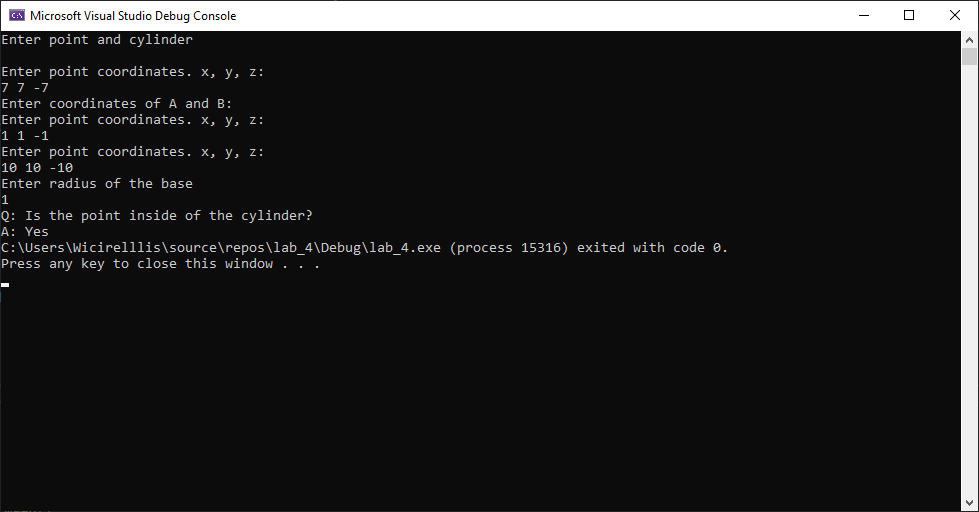 Microsoft Visual Studio Debug Console
Enter point and cylinder
Enter point coordinates. x, y, z:
7 7 -7
Enter coordinates of A and B:
Enter point coordinates. x, y, z:
1 1 -1
Enter point coordinates. x, y, z:
10 10 -10
Enter radius of the base
1
Q: Is the point inside of the cylinder?
A: Yes
C:\Users\Wicirelllis\source\repos\lab_4\Debug\lab_4.exe (process 15316) exited with code 0.
Press any key to close this window . . .